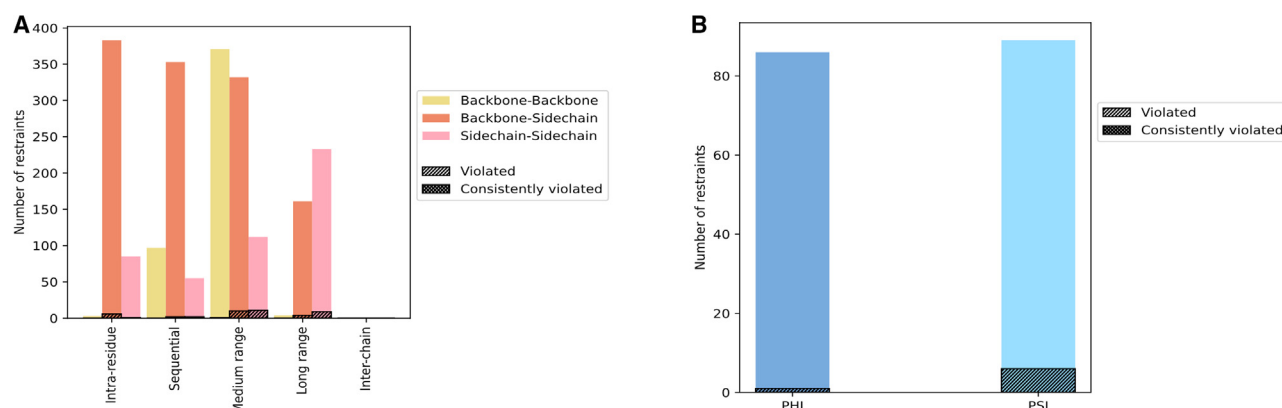 A
Number of restraints
400
350
300
250
200
150
100
50
0
Intra-residue
Sequential
Medium range
Long range
Inter-chain
Backbone-Backbone
Backbone-Sidechain
Sidechain-Sidechain
Violated
Consistently violated
B
Number of restraints
80
60
40
20
0
PHI
PSI
Violated
Consistently violated